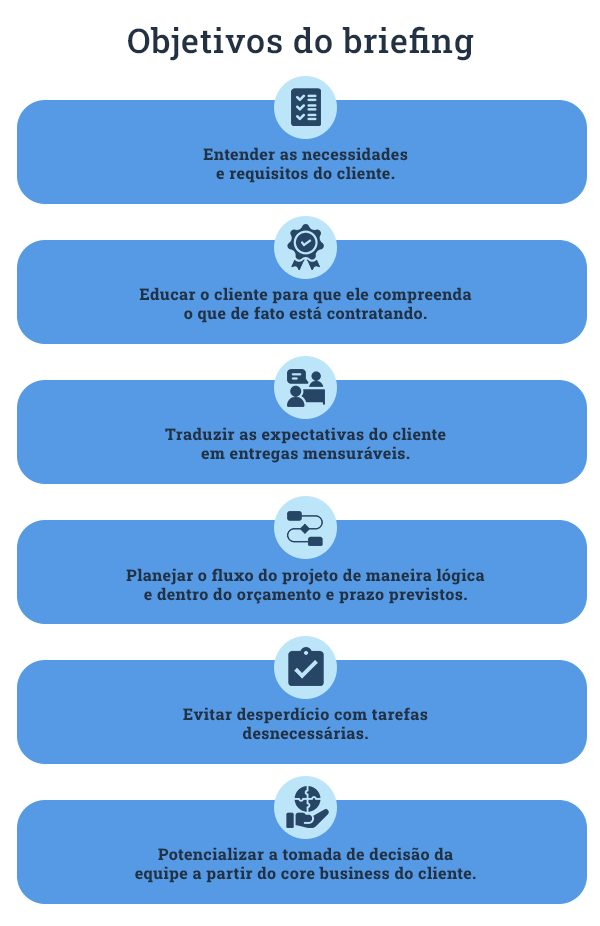 Objetivos do briefing
Entender as necessidades
e requisitos do cliente.
Educar o cliente para que ele compreenda
o que de fato está contratando.
Traduzir as expectativas do cliente
em entregas mensuráveis.
Planejar o fluxo do projeto de maneira lógica
e dentro do orçamento e prazo previstos.
Evitar desperdício com tarefas
desnecessárias.
Potencializar a tomada de decisão da
equipe a partir do core business do cliente.